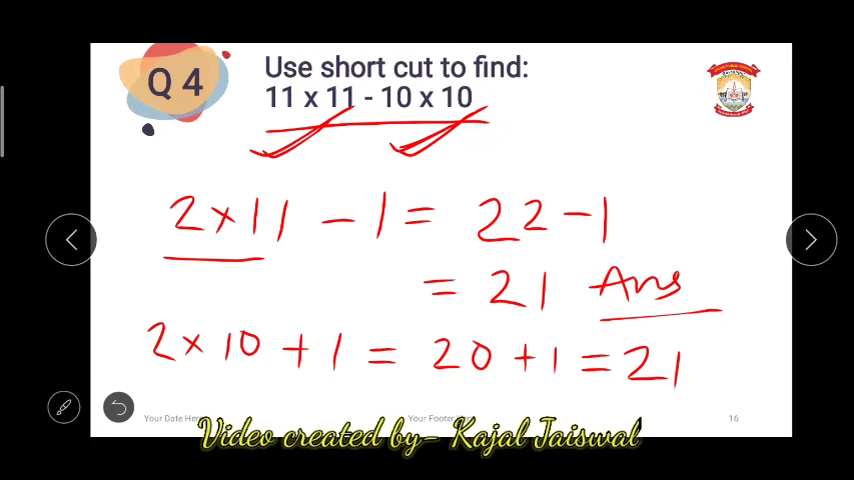 Q 4
Use short cut to find:
11 x 11 - 10 x 10
2 × 11 - 1 = 22 - 1
= 21 Ans
2 × 10 + 1 = 20 + 1 = 21
Your Date Here
Your Footer Here
16
Video created by- Kajal Jaiswal